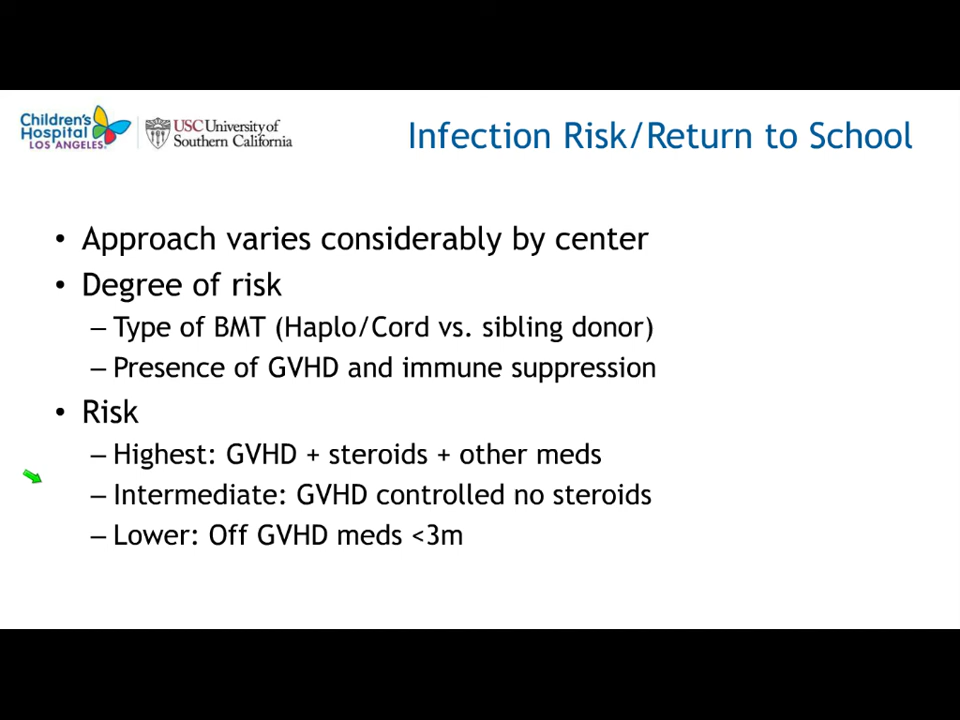 Children's
Hospital
LOS ANGELES
USC University of
Southern California
Infection Risk/Return to School
• Approach varies considerably by center
• Degree of risk
– Type of BMT (Haplo/Cord vs. sibling donor)
– Presence of GVHD and immune suppression
• Risk
– Highest: GVHD + steroids + other meds
– Intermediate: GVHD controlled no steroids
– Lower: Off GVHD meds <3m